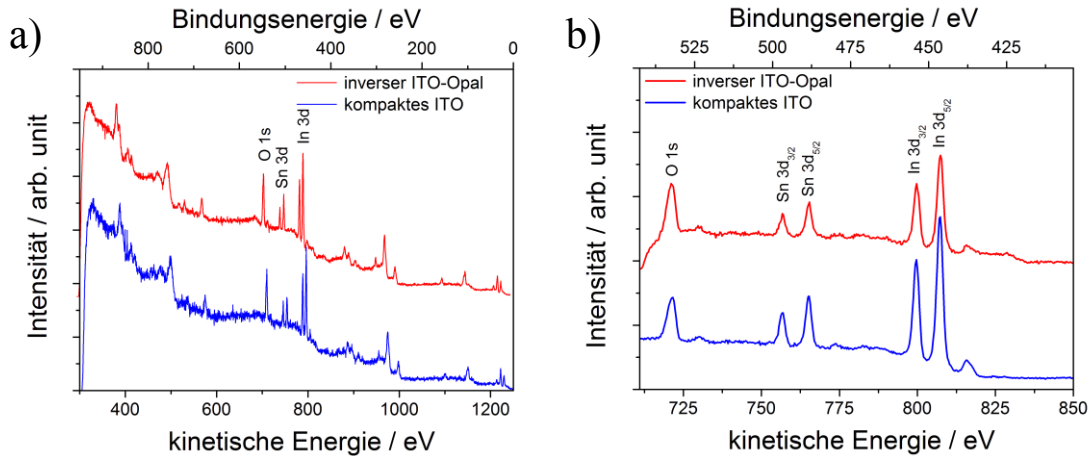 a)
Bindungsenergie / eV
800 600 400 200 0
inverser ITO-Opal
kompaktes ITO
O 1s
Sn 3d
In 3d
Intensität / arb. unit
400 600 800 1000 1200
kinetische Energie / eV
b)
Bindungsenergie / eV
525 500 475 450 425
inverser ITO-Opal
kompaktes ITO
O 1s
Sn 3d3/2
Sn 3d5/2
In 3d3/2
In 3d5/2
Intensität / arb. unit
725 750 775 800 825 850
kinetische Energie / eV